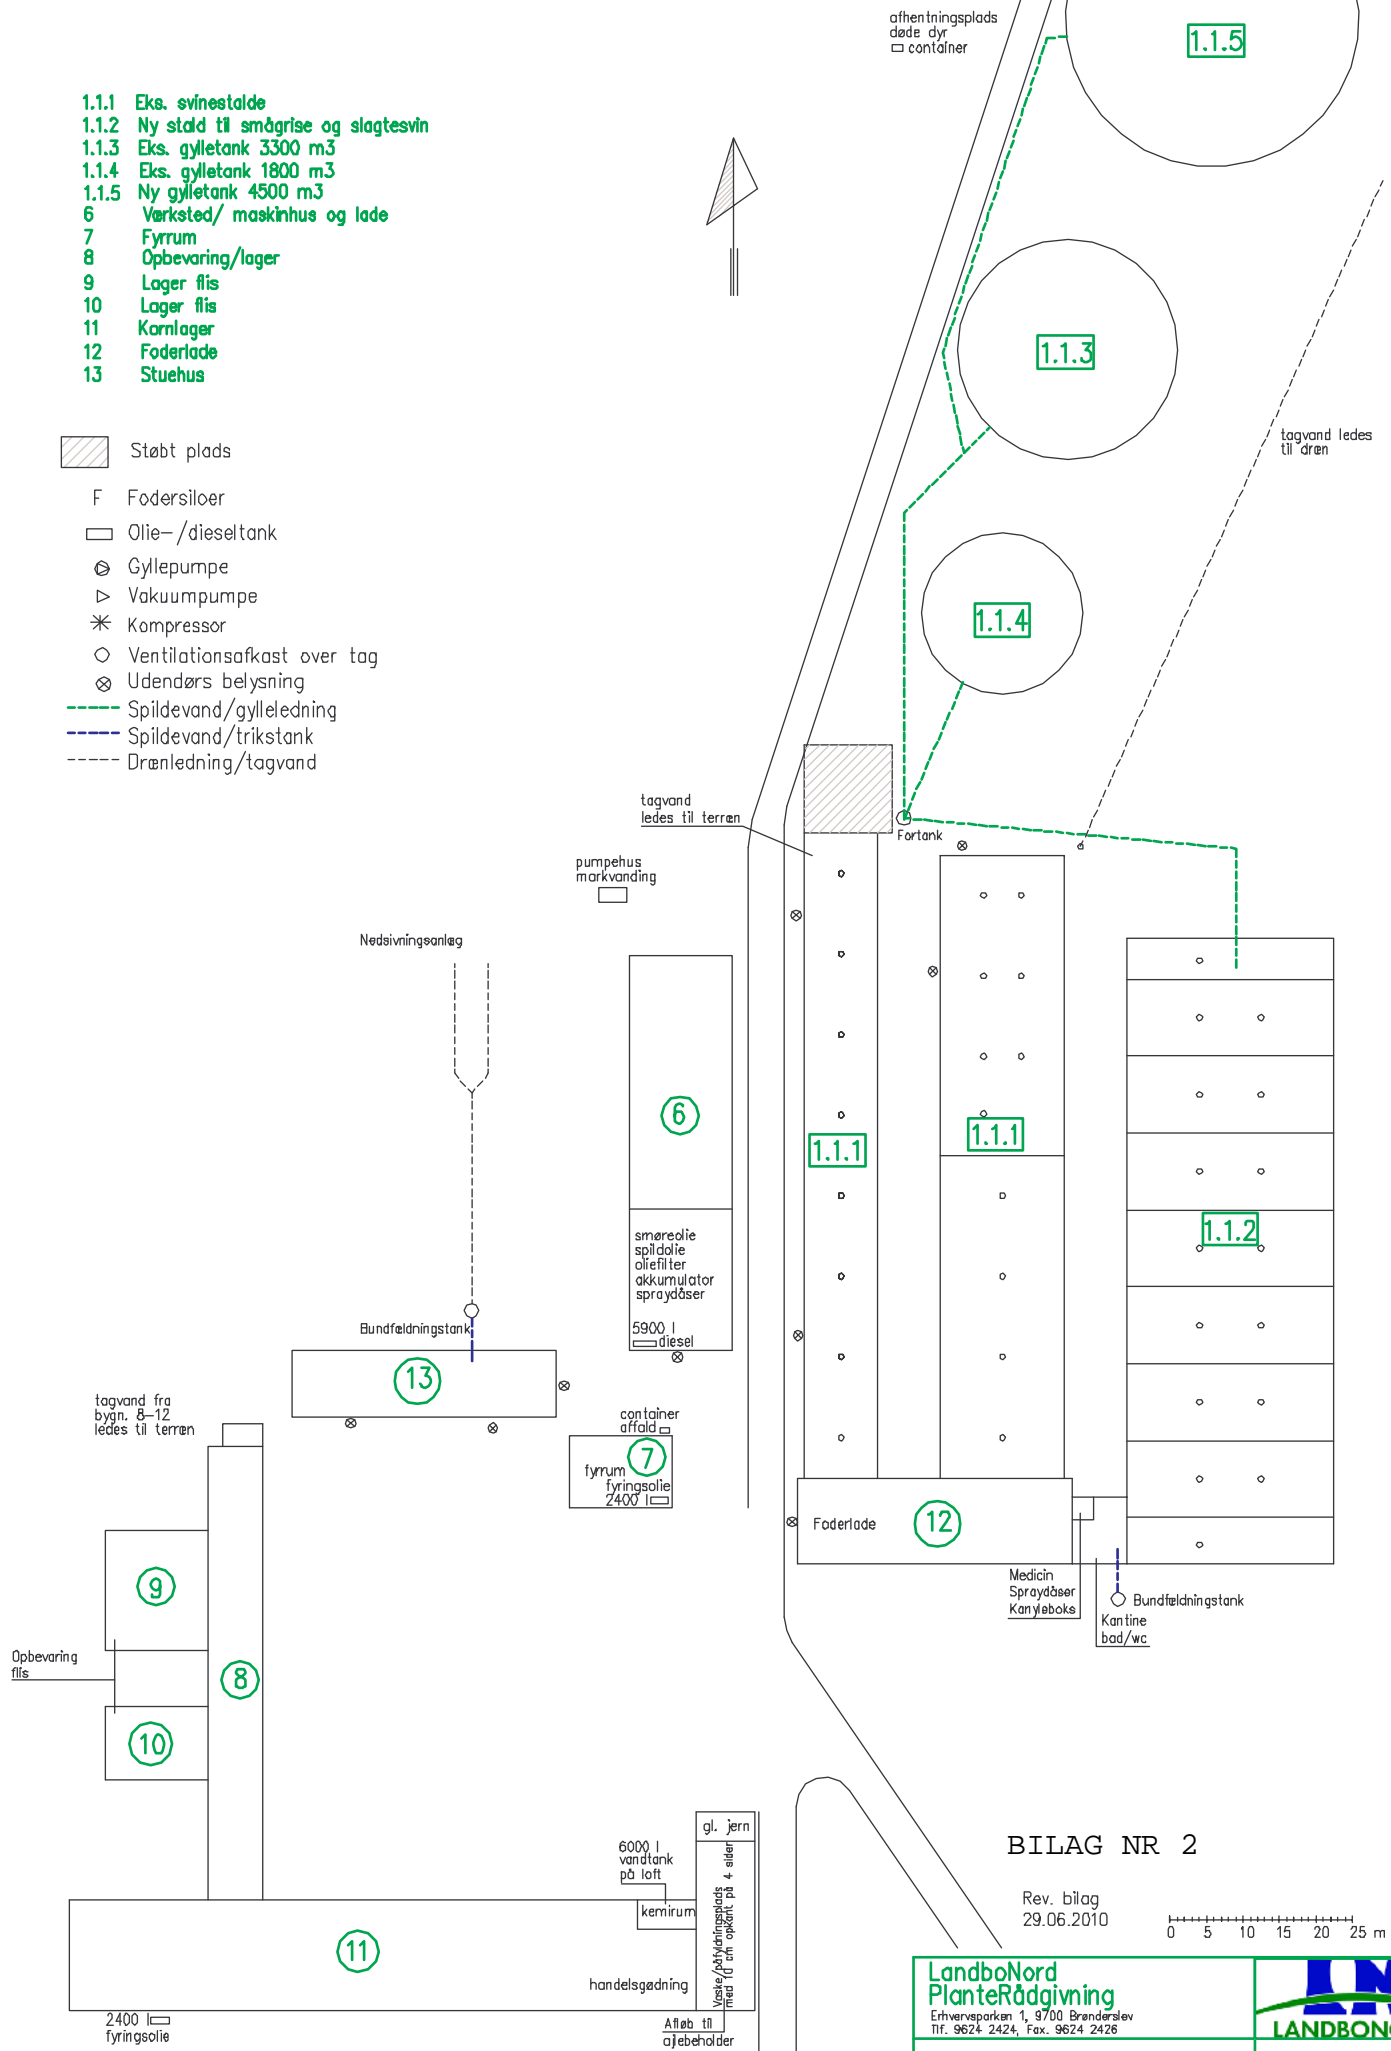 afhentningsplads
døde dyr
container
1.1.5
1.1.1 Eks. svinestalde
1.1.2 Ny stald til smågrise og slagtesvin
1.1.3 Eks. gylletank 3300 m3
1.1.4 Eks. gylletank 1800 m3
1.1.5 Ny gylletank 4500 m3
6 Værksted/ maskinhus og lade
7 Fyrrum
8 Opbevaring/lager
9 Lager flis
10 Lager flis
11 Kornlager
12 Foderlade
13 Stuehus
1.1.3
tagvand ledes
til dræn
Støbt plads
F Fodersiloer
Olie-/dieseltank
Gyllepumpe
Vakuumpumpe
Kompressor
Ventilationsafkast over tag
Udendørs belysning
Spildevand/gylleledning
Spildevand/trikstank
Drænledning/tagvand
1.1.4
tagvand
ledes til terræn
Fortank
pumpehus
markvanding
Nedsivningsanlæg
6
1.1.1
1.1.1
1.1.2
smøreolie
spildolie
oliefilter
akkumulator
spraydåser
5900 l
diesel
Bundfældningstank
13
tagvand fra
bygn. 8-12
ledes til terræn
container
affald
7
fyrrum
fyringsolie
2400 l
Foderlade
12
Medicin
Spraydåser
Kanyleboks
Bundfældningstank
Kantine
bad/wc
9
Opbevaring
flis
8
10
gl. jern
6000 l
vandtank
på loft
kemirum
Vaske/påfyldningsplads
med 10 cm opkant på 4 sider
11
handelsgødning
2400 l
fyringsolie
Afløb til
ajlebeholder
BILAG NR 2
Rev. bilag
29.06.2010
0 5 10 15 20 25 m
LandboNord
PlanteRådgivning
Erhvervsparken 1, 9700 Brønderslev
Tlf. 9624 2424, Fax. 9624 2426